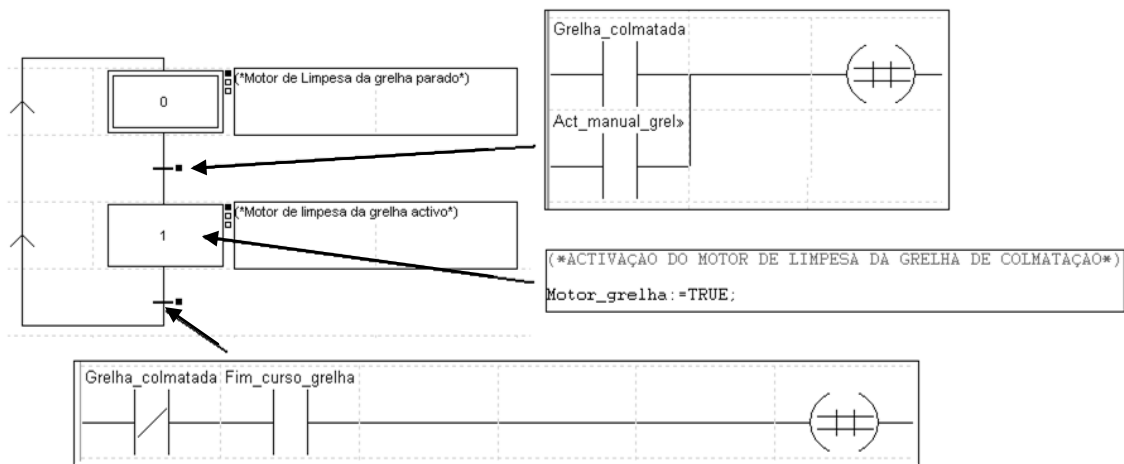 Grelha_colmatada
Act_manual_grel»
0
(*Motor de Limpesa da grelha parado*)
1
(*Motor de limpesa da grelha activo*)
(*ACTIVAÇAO DO MOTOR DE LIMPESA DA GRELHA DE COLMATAÇAO*)
Motor_grelha:=TRUE;
Grelha_colmatada Fim_curso_grelha